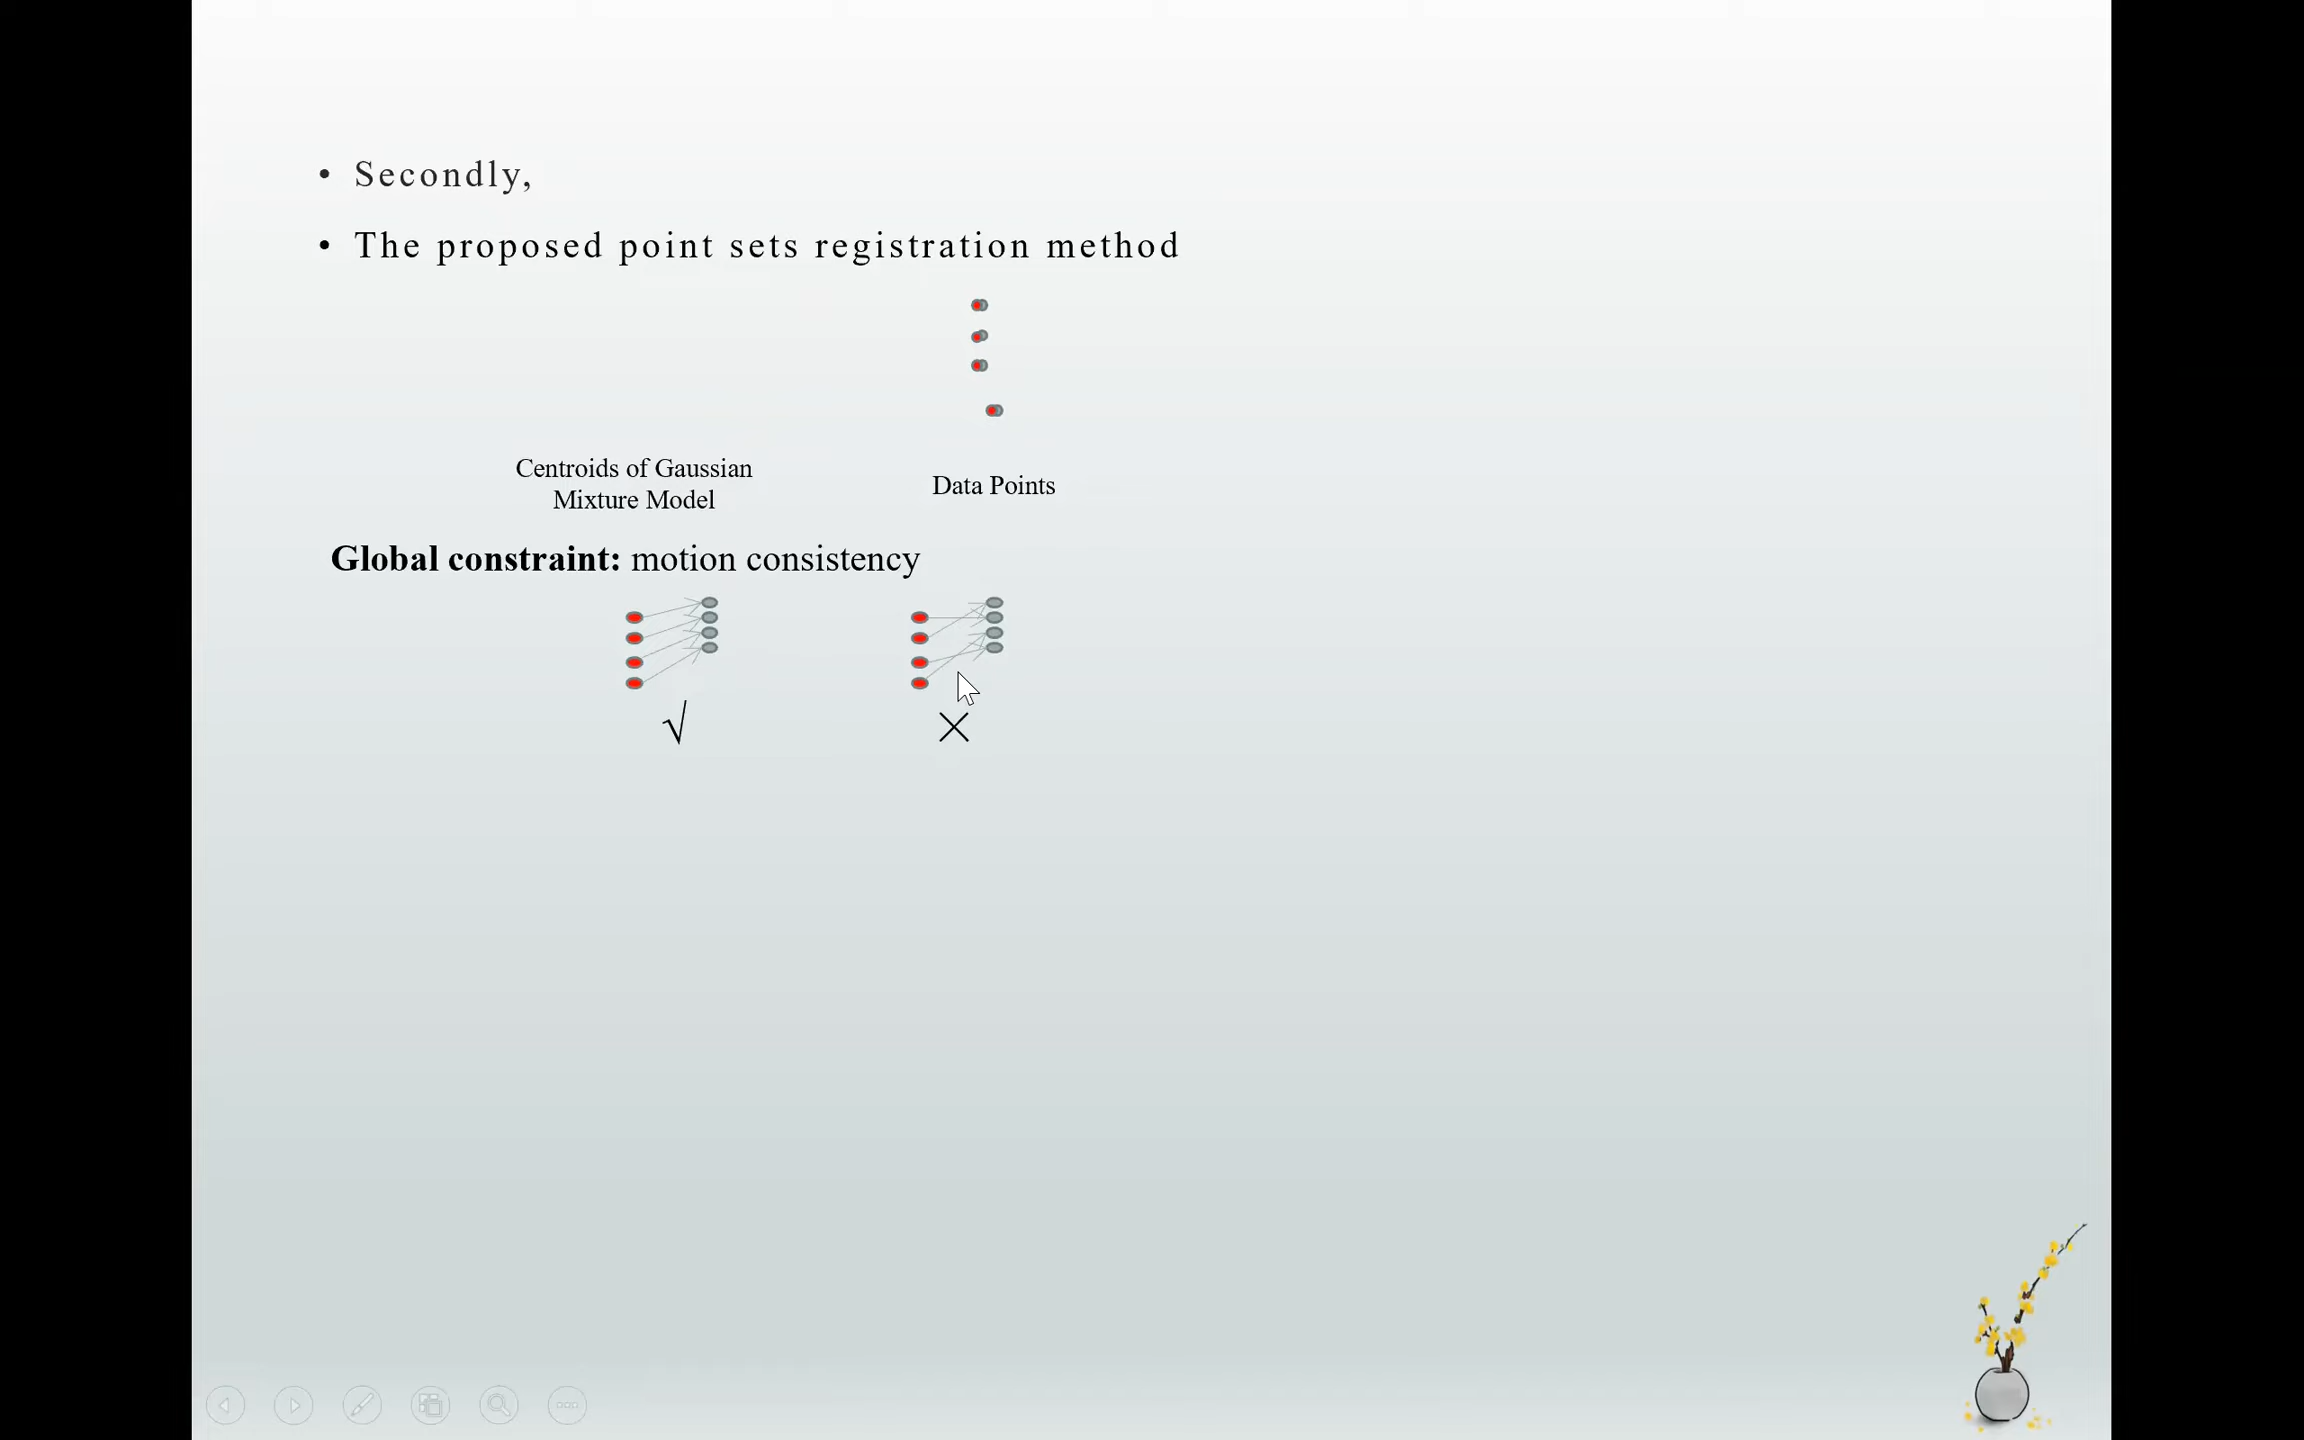 • Secondly,
• The proposed point sets registration method
Centroids of Gaussian
Mixture Model
Data Points
Global constraint: motion consistency
√
×